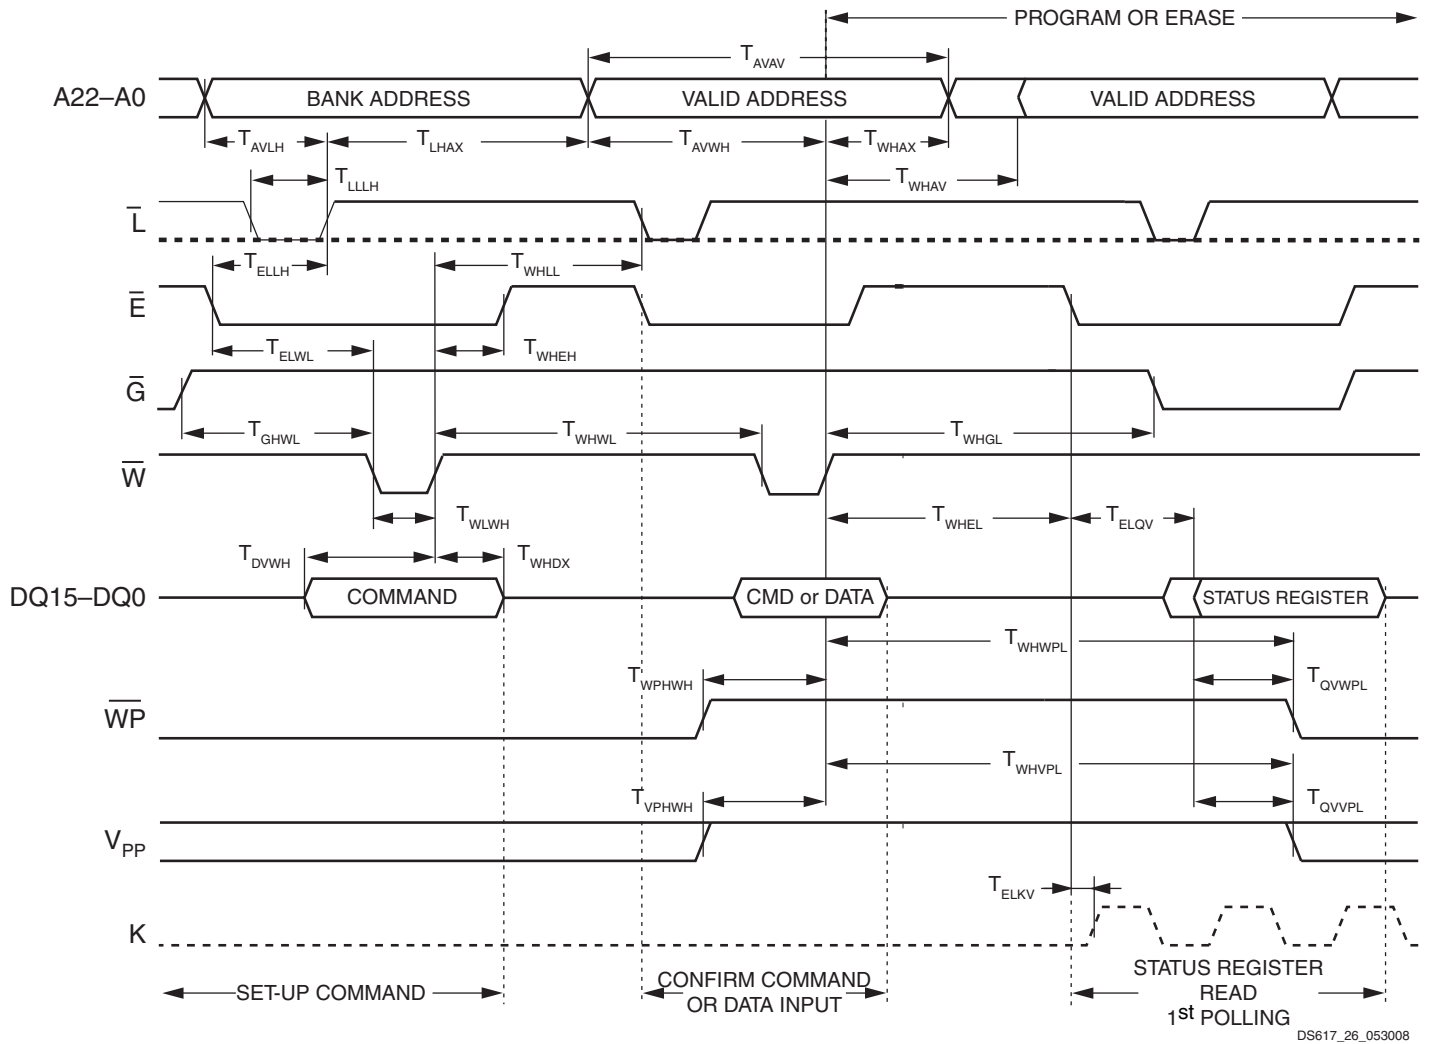 PROGRAM OR ERASE
TAVAV
A22–A0
BANK ADDRESS
VALID ADDRESS
VALID ADDRESS
TAVLH
TLHAX
TAVWH
TWHAX
TLLLH
TWHAV
L
TELLH
TWHLL
E
TELWL
TWHEH
G
TGHWL
TWHWL
TWHGL
W
TWLWH
TWHEL
TELQV
TDVWH
TWHDX
DQ15–DQ0
COMMAND
CMD or DATA
STATUS REGISTER
TWHWPL
TWPHWH
TQVWPL
WP
TWHVPL
TVPHWH
TQVVPL
VPP
TELKV
K
SET-UP COMMAND
CONFIRM COMMAND
OR DATA INPUT
STATUS REGISTER
READ
1st POLLING
DS617_26_053008